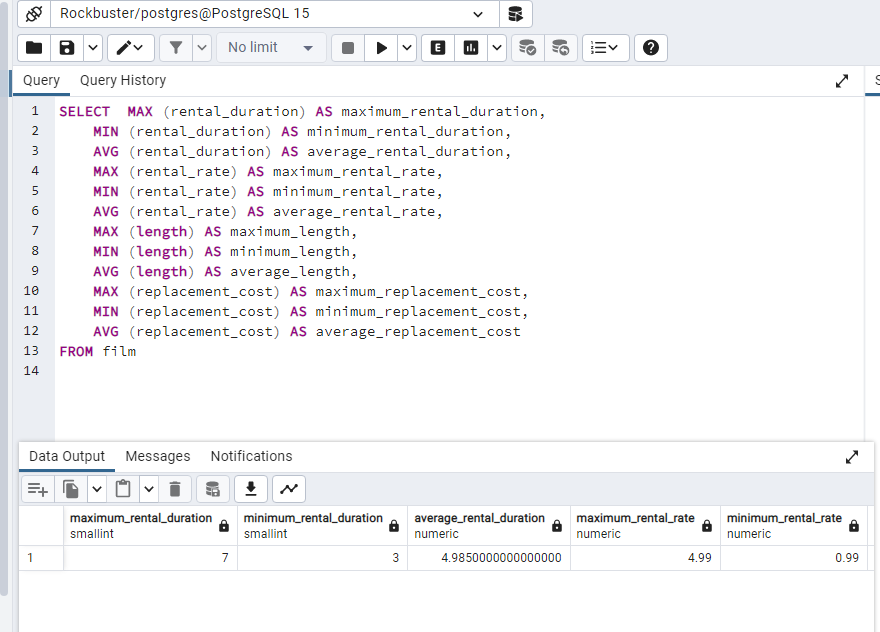 Rockbuster/postgres@PostgreSQL 15
No limit
E
Query Query History
S
1 SELECT MAX (rental_duration) AS maximum_rental_duration,
2 MIN (rental_duration) AS minimum_rental_duration,
3 AVG (rental_duration) AS average_rental_duration,
4 MAX (rental_rate) AS maximum_rental_rate,
5 MIN (rental_rate) AS minimum_rental_rate,
6 AVG (rental_rate) AS average_rental_rate,
7 MAX (length) AS maximum_length,
8 MIN (length) AS minimum_length,
9 AVG (length) AS average_length,
10 MAX (replacement_cost) AS maximum_replacement_cost,
11 MIN (replacement_cost) AS minimum_replacement_cost,
12 AVG (replacement_cost) AS average_replacement_cost
13 FROM film
14
Data Output Messages Notifications
maximum_rental_duration minimum_rental_duration average_rental_duration maximum_rental_rate minimum_rental_rate
smallint smallint numeric numeric numeric
1 7 3 4.9850000000000000 4.99 0.99